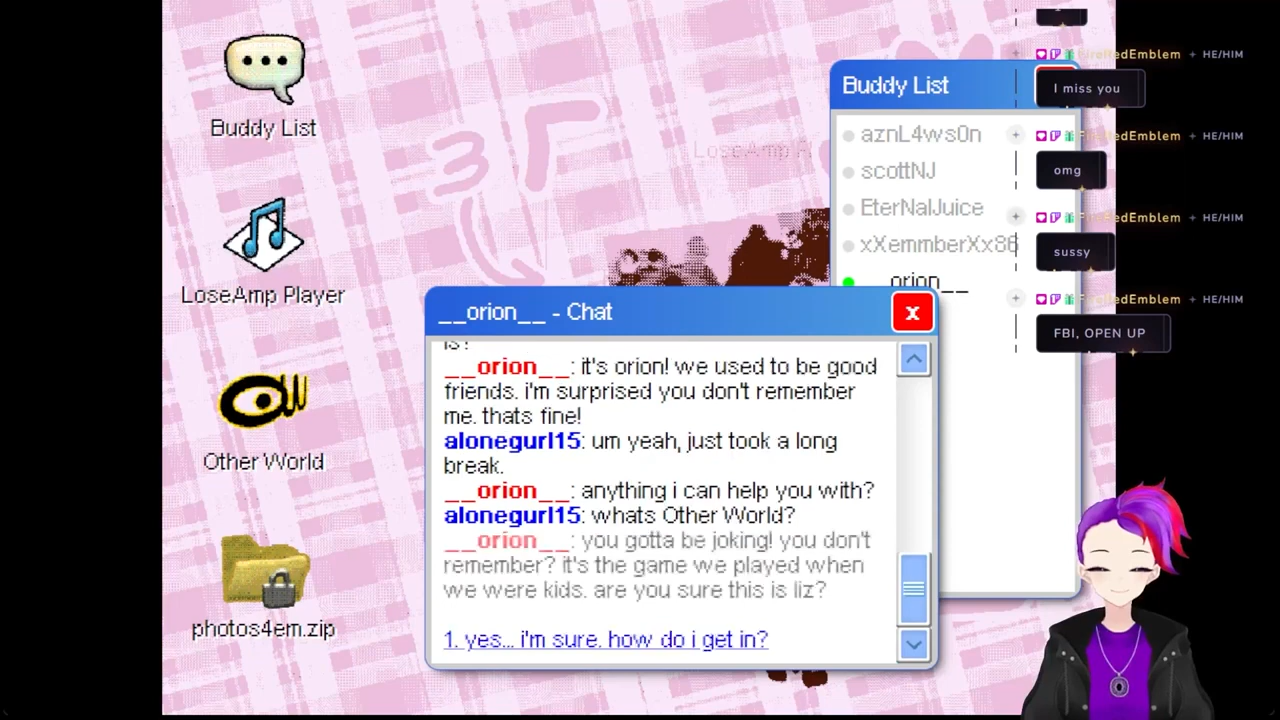 Buddy List
LoseAmp Player
Other World
photos4em.zip
Buddy List
aznL4ws0n
scottNJ
EterNalJuice
xXemmberXx86
__orion__
__orion__ - Chat
x
is?
__orion__: it's orion! we used to be good
friends. i'm surprised you don't remember
me. thats fine!
alonegurl15: um yeah, just took a long
break.
__orion__: anything i can help you with?
alonegurl15: whats Other World?
__orion__: you gotta be joking! you don't
remember? it's the game we played when
we were kids. are you sure this is liz?
1. yes... i'm sure. how do i get in?
HE/HIM
I miss you
HE/HIM
omg
HE/HIM
sussy
HE/HIM
FBI, OPEN UP